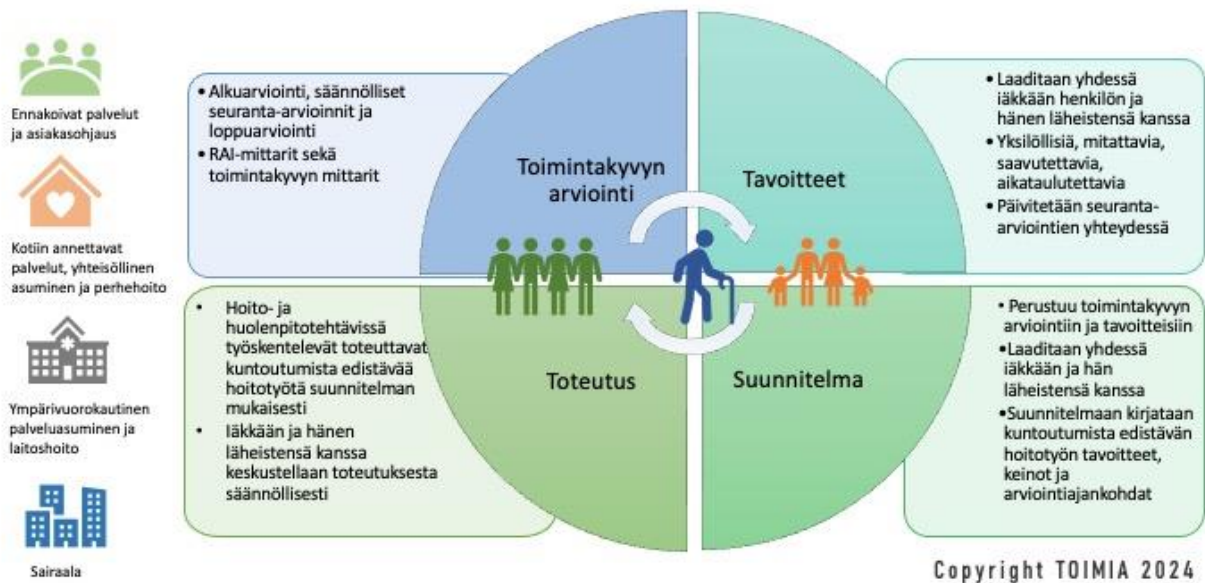 Ennakoivat palvelut
ja asiakasohjaus
Kotiin annettavat
palvelut, yhteisöllinen
asuminen ja perhehoito
Ympärivuorokautinen
palveluasuminen ja
laitoshoito
Sairaala
• Alkuarviointi, säännölliset
seuranta-arvioinnit ja
loppuarviointi
• RAI-mittarit sekä
toimintakyvyn mittarit
Toimintakyvyn
arviointi
Tavoitteet
• Laaditaan yhdessä
iäkkään henkilön ja
hänen läheistensä kanssa
• Yksilöllisiä, mitattavia,
saavutettavia,
aikataulutettavia
• Päivitetään seuranta-
arviointien yhteydessä
• Hoito- ja
huolenpitotehtävissä
työskentelevät toteuttavat
kuntoutumista edistävää
hoitotyötä suunnitelman
mukaisesti
• Iäkkään ja hänen
läheistensä kanssa
keskustellaan toteutuksesta
säännöllisesti
Toteutus
Suunnitelma
• Perustuu toimintakyvyn
arviointiin ja tavoitteisiin
• Laaditaan yhdessä
iäkkään ja hän
läheistensä kanssa
• Suunnitelmaan kirjataan
kuntoutumista edistävän
hoitotyön tavoitteet,
keinot ja
arviointiajankohdat
Copyright TOIMIA 2024